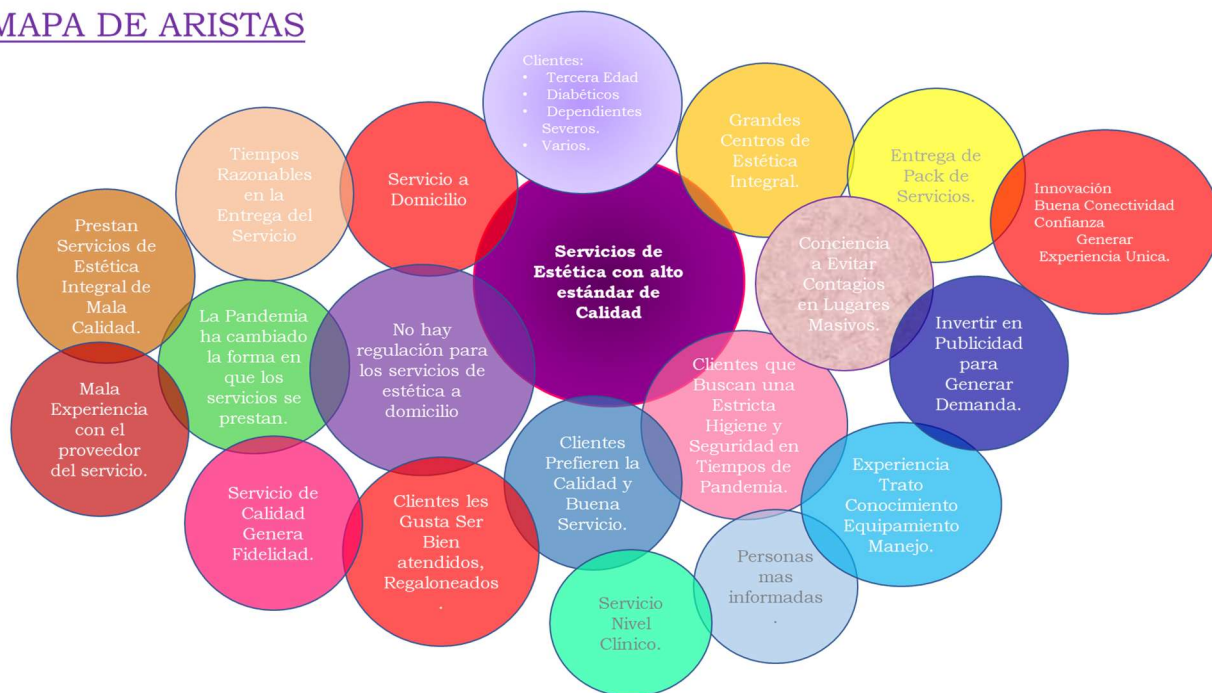 MAPA DE ARISTAS
Clientes:
• Tercera Edad
• Diabêticos
• Dependientes
Severos.
• Varios.
Grandes
Centros de
Estética
Integral.
Entrega de
Pack de
Servicios.
Innovación
Buena Conectividad
Confianza
Generar
Experiencia Unica.
Tiempos
Razonables
en la
Entrega del
Servicio
Servicio a
Domicilio
Prestan
Servicios de
Estética
Integral de
Mala
Calidad.
Servicios de
Estética con alto
estándar de
Calidad
Conciencia
a Evitar
Contagios
en Lugares
Masivos.
La Pandemia
ha cambiado
la forma en
que los
servicios se
prestan.
No hay
regulación para
los servicios de
estética a
domicilio
Invertir en
Publicidad
para
Generar
Demanda.
Mala
Experiencia
con el
proveedor
del servicio.
Clientes que
Buscan una
Estricta
Higiene y
Seguridad en
Tiempos de
Pandemia.
Clientes
Prefieren la
Calidad y
Buena
Servicio.
Experiencia
Trato
Conocimiento
Equipamiento
Manejo.
Servicio de
Calidad
Genera
Fidelidad.
Clientes les
Gusta Ser
Bien
atendidos,
Regaloneados
.
Personas
mas
informadas
.
Servicio
Nivel
Clínico.